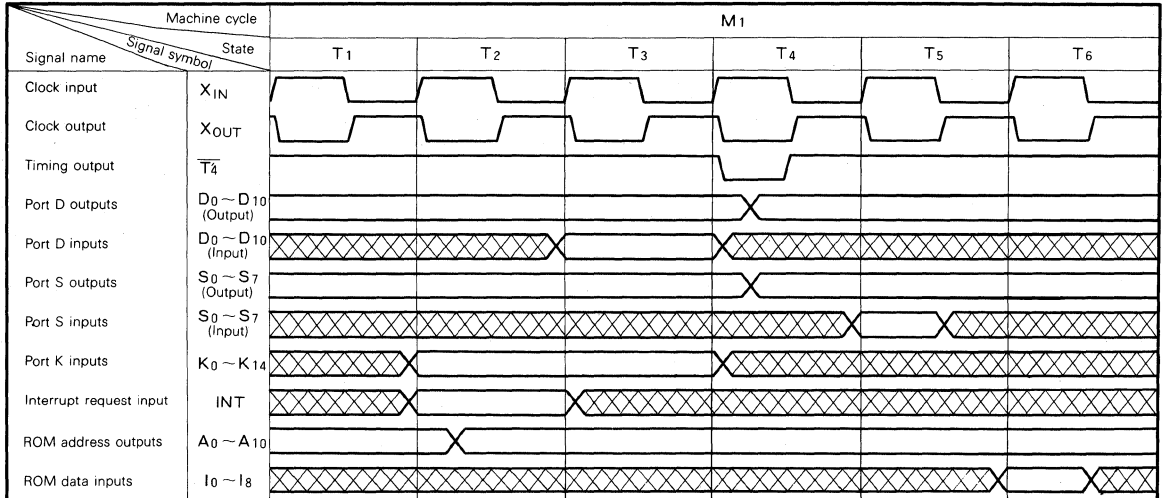 Machine cycle M1
Signal symbol State
Signal name T1 T2 T3 T4 T5 T6
Clock input XIN
Clock output XOUT
Timing output T4
Port D outputs D0~D10
(Output)
Port D inputs D0~D10
(Input)
Port S outputs S0~S7
(Output)
Port S inputs S0~S7
(Input)
Port K inputs K0~K14
Interrupt request input INT
ROM address outputs A0~A10
ROM data inputs I0~I8